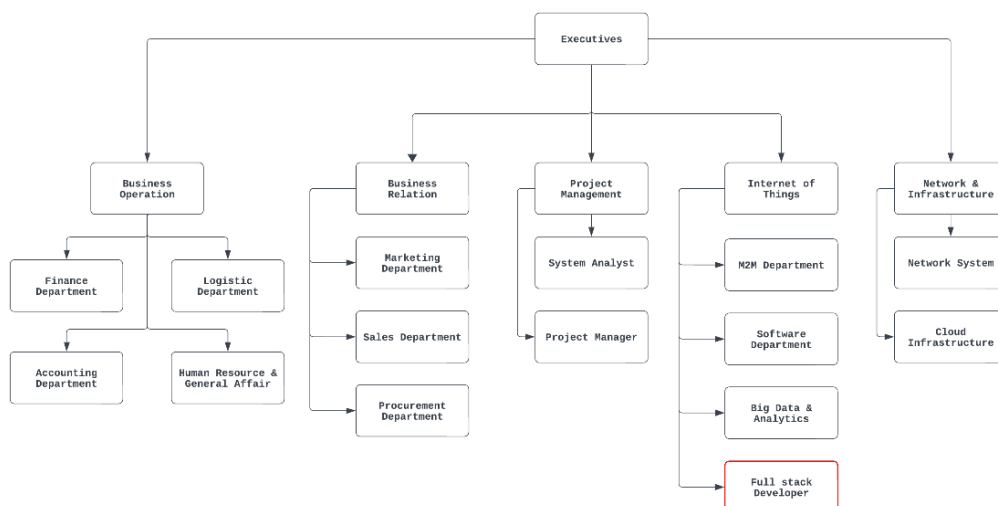 Executives
Business
Operation
Business
Relation
Project
Management
Internet of
Things
Network &
Infrastructure
Finance
Department
Logistic
Department
Marketing
Department
System Analyst
M2M Department
Network System
Sales Department
Project Manager
Software
Department
Cloud
Infrastructure
Accounting
Department
Human Resource &
General Affair
Procurement
Department
Big Data &
Analytics
Full stack
Developer